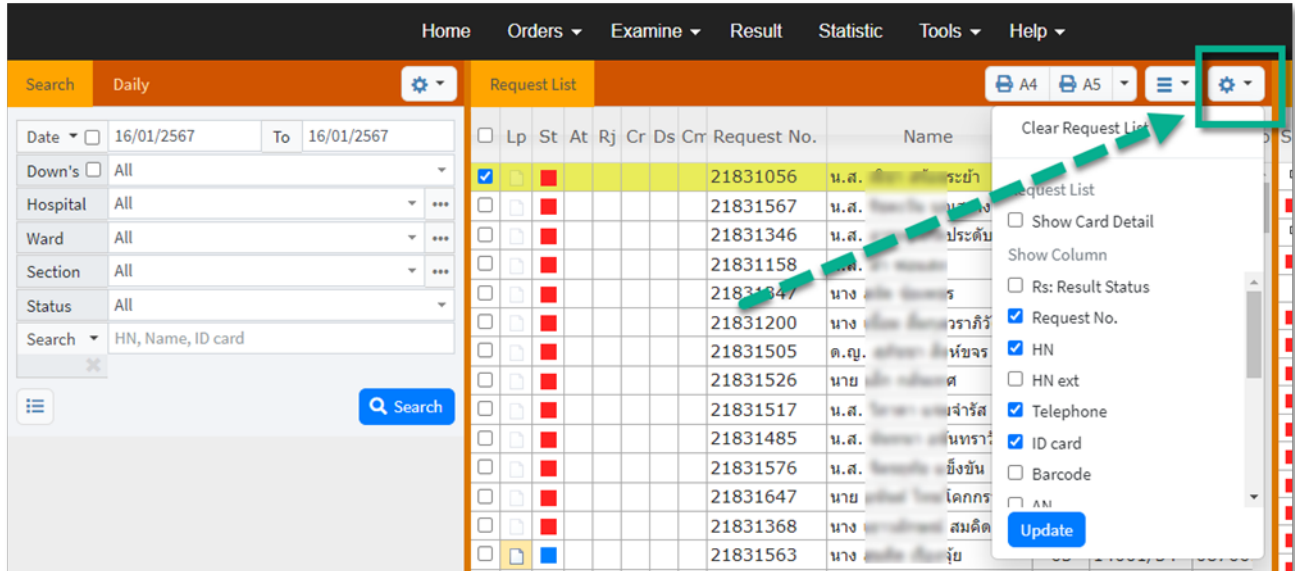 Home Orders Examine Result Statistic Tools Help
Search Daily
Request List A4 A5
Date 16/01/2567 To 16/01/2567
Down's All
Hospital All
Ward All
Section All
Status All
Search HN, Name, ID card
Search
Lp St At Rj Cr Ds Cm Request No. Name
21831056 น.ส.
21831567 น.ส.
21831346 น.ส.
21831158
นาง
21831200 นาง
21831505 ด.ญ.
21831526 นาย
21831517 น.ส.
21831485 น.ส.
21831576 น.ส.
21831647 นาย
21831368 นาง สมคิด
21831563 นาง
Clear Request List
Request List
Show Card Detail
Show Column
Rs: Result Status
Request No.
HN
HN ext
Telephone
ID card
Barcode
AN
Update